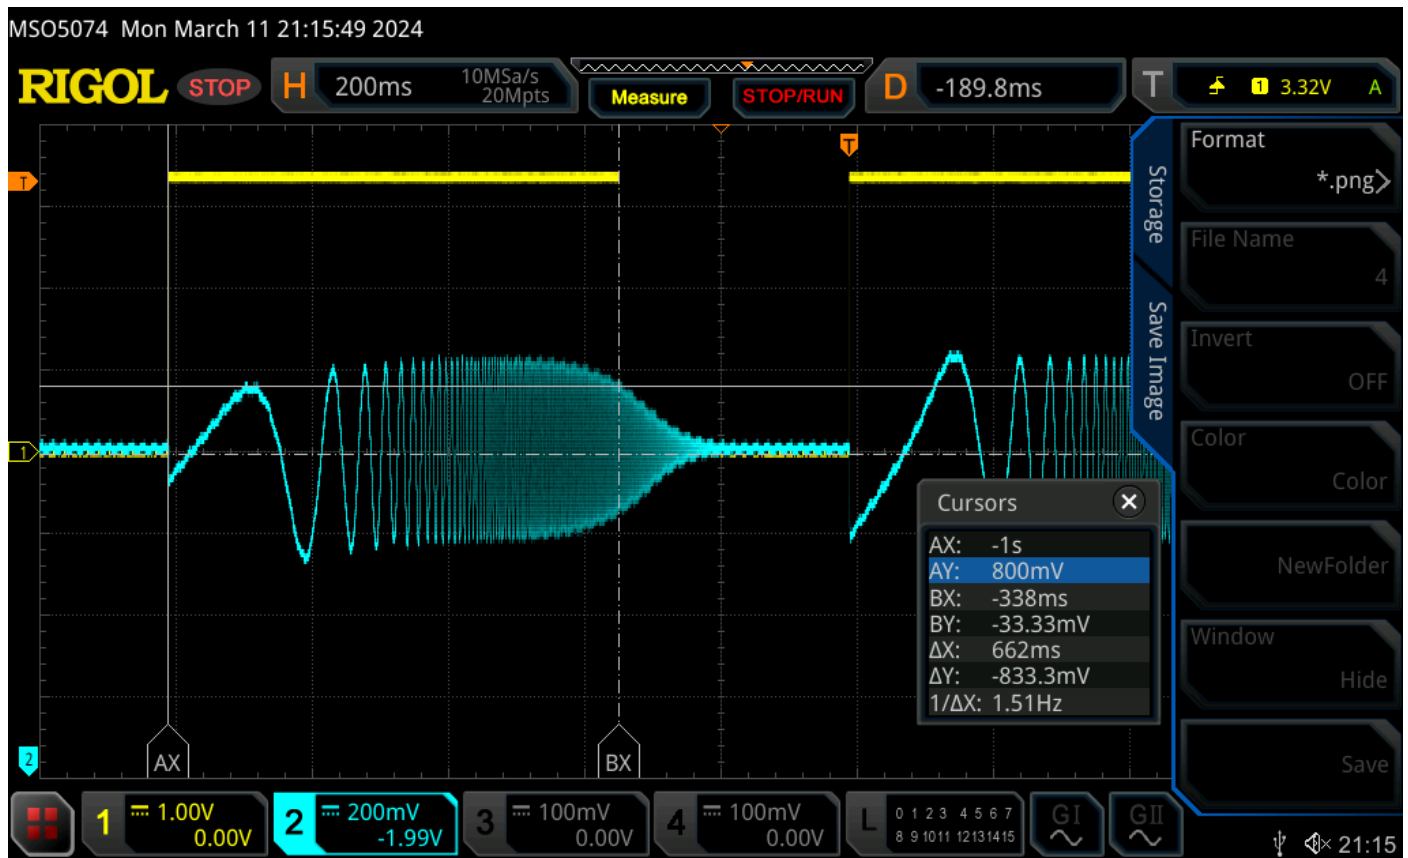 MSO5074 Mon March 11 21:15:49 2024
RIGOL STOP H 200ms 10MSa/s 20Mpts Measure STOP/RUN D -189.8ms T 1 3.32V A
T
T
1
2
AX
BX
Cursors
AX: -1s
AY: 800mV
BX: -338ms
BY: -33.33mV
ΔX: 662ms
ΔY: -833.3mV
1/ΔX: 1.51Hz
Storage
Save Image
Format
*.png>
File Name
4
Invert
OFF
Color
Color
NewFolder
Window
Hide
Save
1 1.00V 0.00V
2 200mV -1.99V
3 100mV 0.00V
4 100mV 0.00V
L 0 1 2 3 4 5 6 7
8 9 10 11 12 13 14 15
GI
GII
21:15